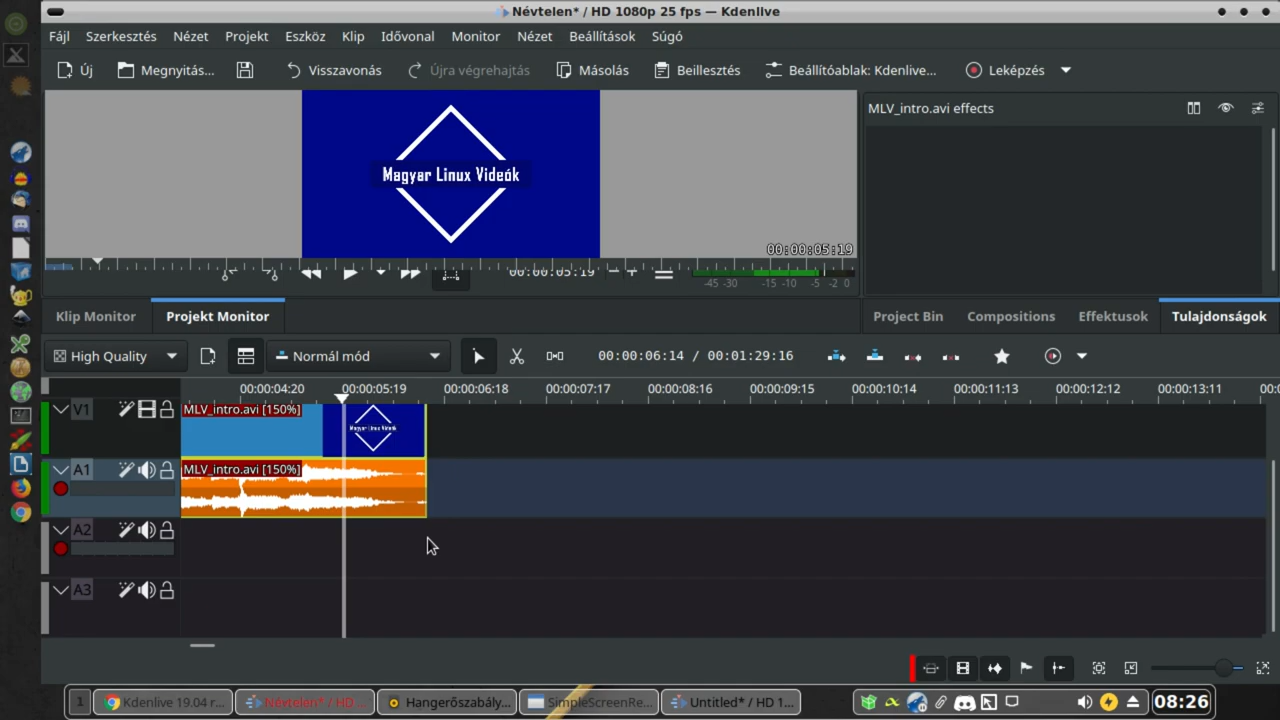 Névtelen* / HD 1080p 25 fps — Kdenlive
Fájl Szerkesztés Nézet Projekt Eszköz Klip Idővonal Monitor Nézet Beállítások Súgó
Új Megnyitás... Visszavonás Újra végrehajtás Másolás Beillesztés Beállítóablak: Kdenlive... Leképzés
MLV_intro.avi effects
Magyar Linux Videók
00:00:05:19
00:00:05:19
-45 -30 -15 -10 -5 -2 0
Klip Monitor Projekt Monitor Project Bin Compositions Effektusok Tulajdonságok
High Quality Normál mód 00:00:06:14 / 00:01:29:16
00:00:04:20 00:00:05:19 00:00:06:18 00:00:07:17 00:00:08:16 00:00:09:15 00:00:10:14 00:00:11:13 00:00:12:12 00:00:13:11 00:0
V1 MLV_intro.avi [150%]
Magyar Linux Videók
A1 MLV_intro.avi [150%]
A2
A3
1 Kdenlive 19.04 r... Névtelen* / HD ... Hangerőszabály... SimpleScreenRe... Untitled* / HD 1... 08:26